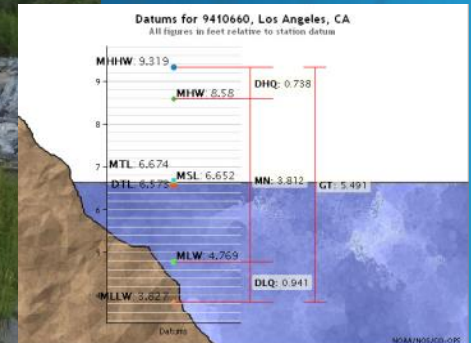 Datums for 9410660, Los Angeles, CA
All figures in feet relative to station datum
MHHW: 9.319
DHQ: 0.738
9
MHW: 8.58
8
MTL: 6.674
7
MSL: 6.652
MN: 3.812
GT: 5.491
DTL: 6.573
6
5
MLW: 4.769
DLQ: 0.941
MLLW: 3.827
Datums
NOAA/NOS/CO-OPS